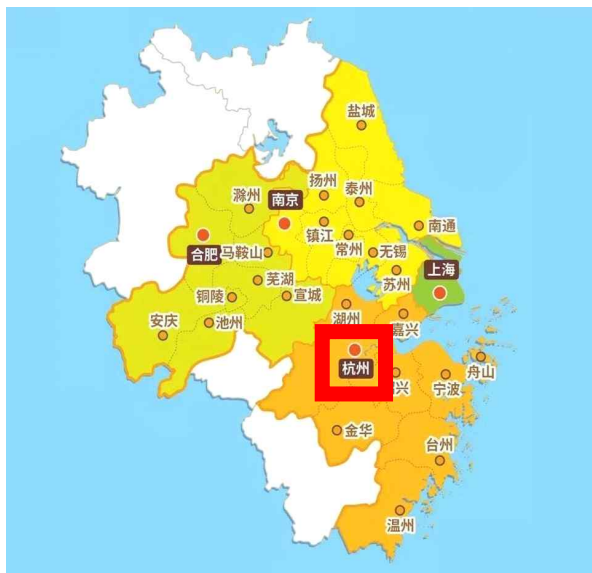 盐城
扬州
泰州
滁州
南京
南通
镇江
常州
无锡
合肥
马鞍山
上海
芜湖
苏州
铜陵
宣城
湖州
安庆
池州
嘉兴
杭州
舟山
兴
宁波
金华
台州
温州